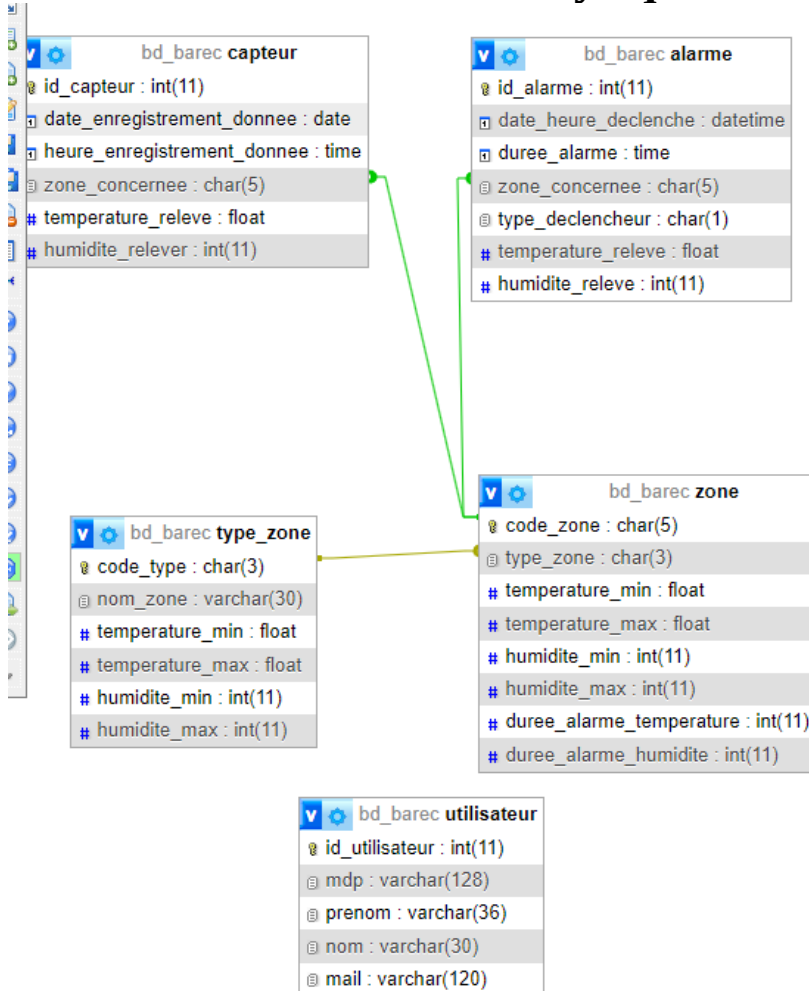 bd_barec capteur
id_capteur : int(11)
date_enregistrement_donnee : date
heure_enregistrement_donnee : time
zone_concernee : char(5)
temperature_releve : float
humidite_relever : int(11)
bd_barec alarme
id_alarme : int(11)
date_heure_declenche : datetime
duree_alarme : time
zone_concernee : char(5)
type_declencheur : char(1)
temperature_releve : float
humidite_releve : int(11)
bd_barec type_zone
code_type : char(3)
nom_zone : varchar(30)
temperature_min : float
temperature_max : float
humidite_min : int(11)
humidite_max : int(11)
bd_barec zone
code_zone : char(5)
type_zone : char(3)
temperature_min : float
temperature_max : float
humidite_min : int(11)
humidite_max : int(11)
duree_alarme_temperature : int(11)
duree_alarme_humidite : int(11)
bd_barec utilisateur
id_utilisateur : int(11)
mdp : varchar(128)
prenom : varchar(36)
nom : varchar(30)
mail : varchar(120)